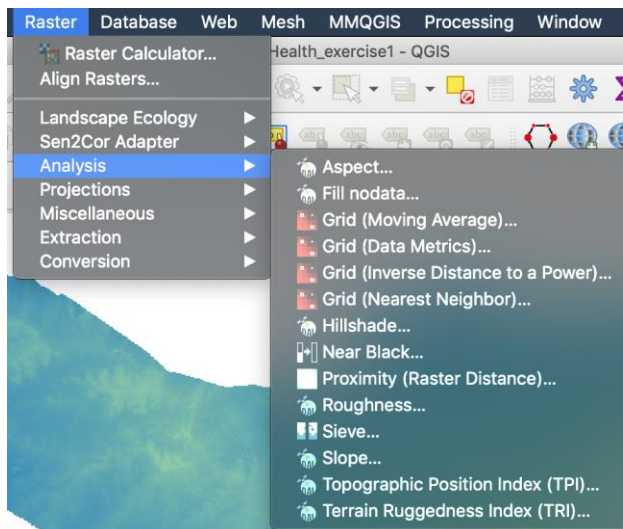 Raster Database Web Mesh MMQGIS Processing Window
Raster Calculator...
Health_exercise1 - QGIS
Align Rasters...
Landscape Ecology
Sen2Cor Adapter
Analysis
Projections
Miscellaneous
Extraction
Conversion
Aspect...
Fill nodata...
Grid (Moving Average)...
Grid (Data Metrics)...
Grid (Inverse Distance to a Power)...
Grid (Nearest Neighbor)...
Hillshade...
Near Black...
Proximity (Raster Distance)...
Roughness...
Sieve...
Slope...
Topographic Position Index (TPI)...
Terrain Ruggedness Index (TRI)...